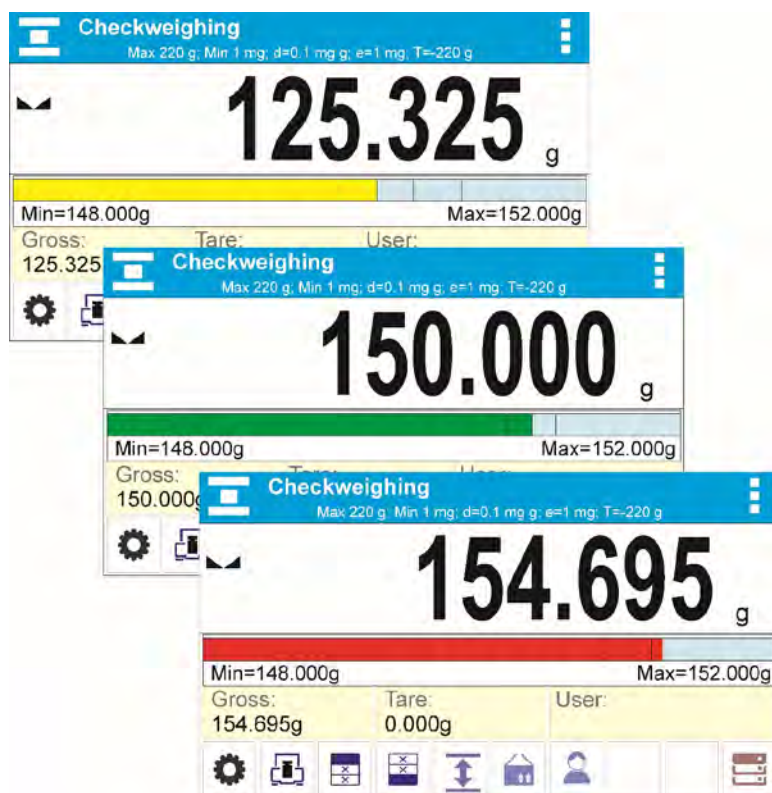 Checkweighing
Max 220 g; Min 1 mg; d=0.1 mg g; e=1 mg; T=-220 g
125.325 g
Min=148.000g Max=152.000g
Gross: Tare: User:
125.325
Checkweighing
Max 220 g; Min 1 mg; d=0.1 mg g; e=1 mg; T=-220 g
150.000 g
Min=148.000g Max=152.000g
Gross:
150.000g
Checkweighing
Max 220 g; Min 1 mg; d=0.1 mg g; e=1 mg; T=-220 g
154.695 g
Min=148.000g Max=152.000g
Gross: Tare: User:
154.695g 0.000g